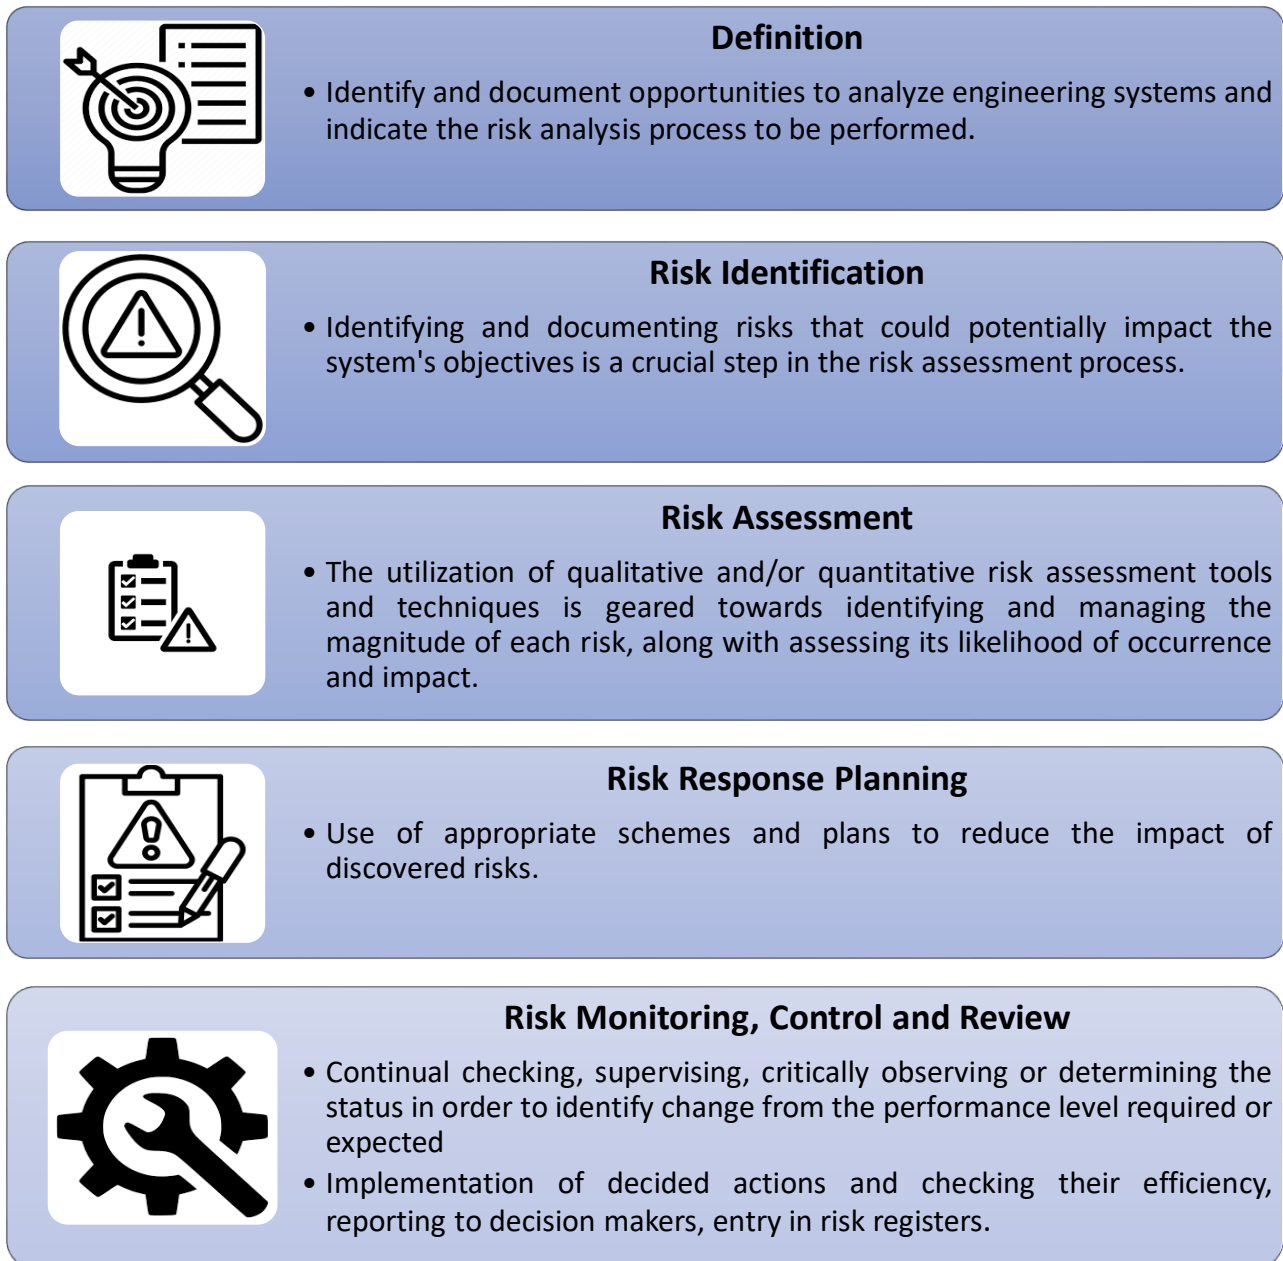 Definition
• Identify and document opportunities to analyze engineering systems and
indicate the risk analysis process to be performed.
Risk Identification
• Identifying and documenting risks that could potentially impact the
system's objectives is a crucial step in the risk assessment process.
Risk Assessment
• The utilization of qualitative and/or quantitative risk assessment tools
and techniques is geared towards identifying and managing the
magnitude of each risk, along with assessing its likelihood of occurrence
and impact.
Risk Response Planning
• Use of appropriate schemes and plans to reduce the impact of
discovered risks.
Risk Monitoring, Control and Review
• Continual checking, supervising, critically observing or determining the
status in order to identify change from the performance level required or
expected
• Implementation of decided actions and checking their efficiency,
reporting to decision makers, entry in risk registers.